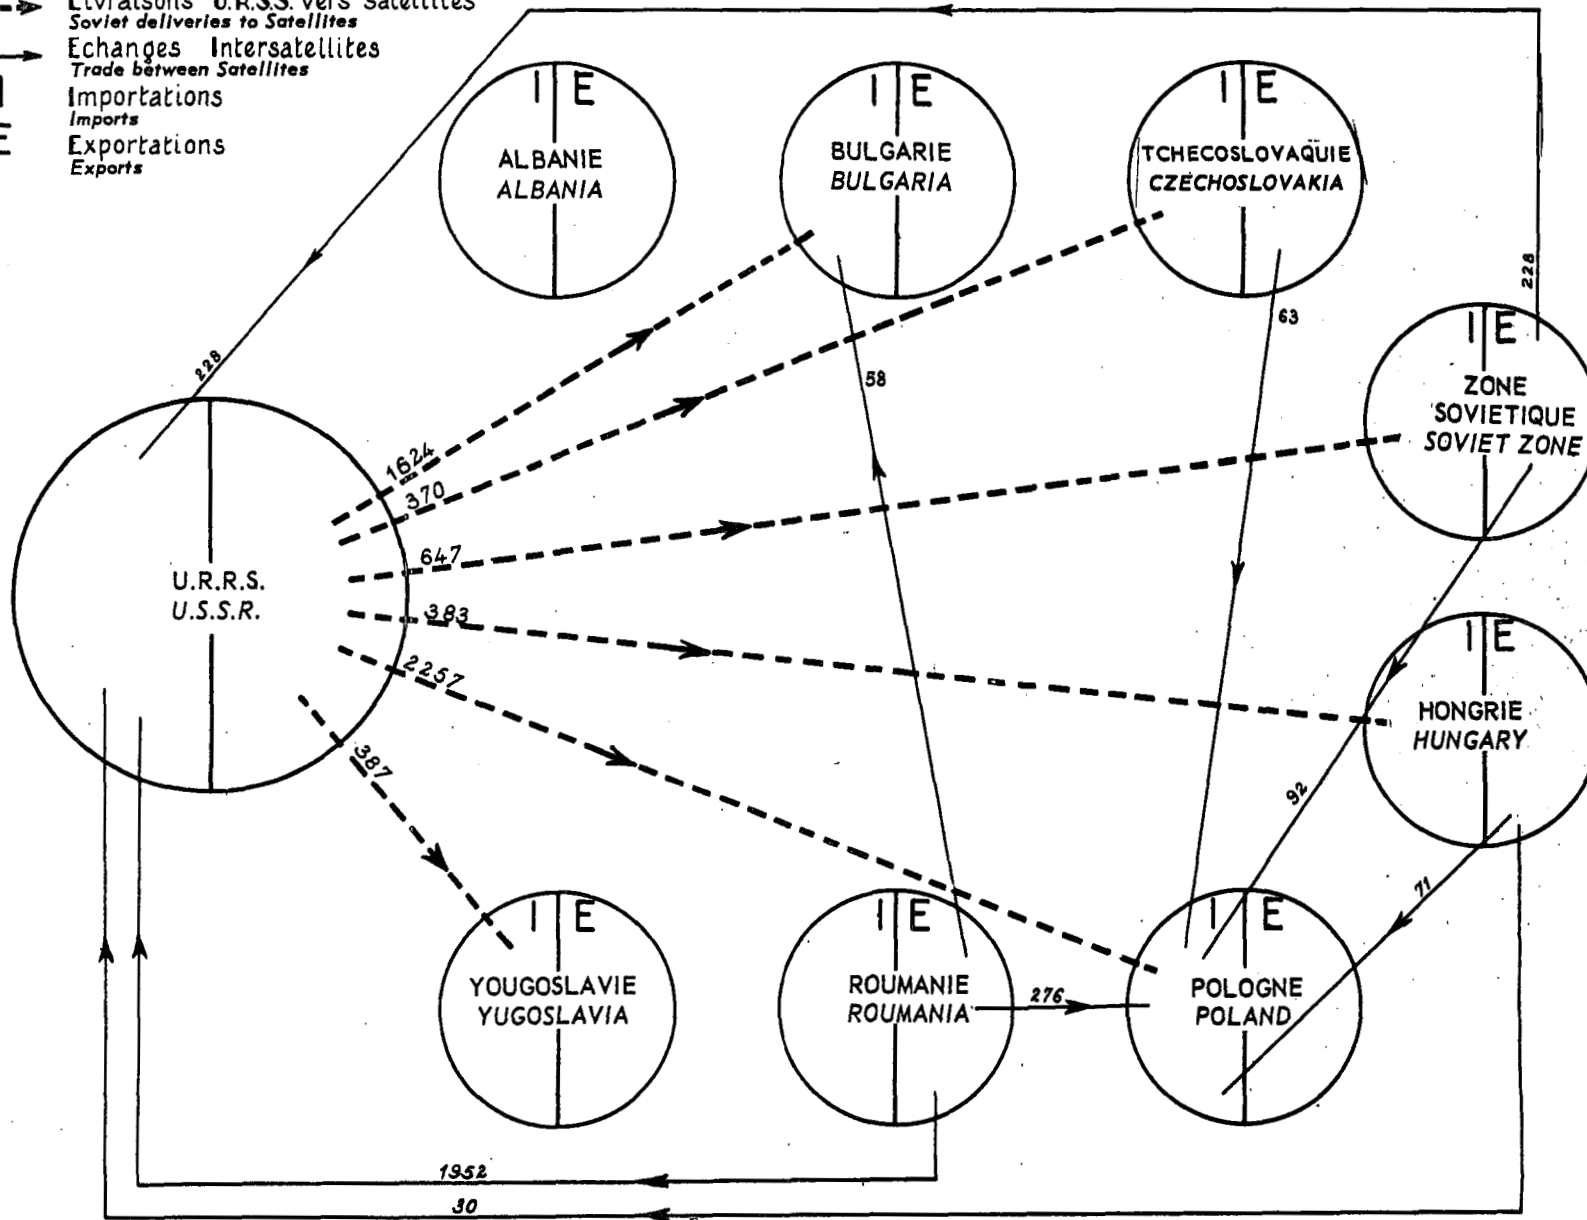 Livraisons U.R.S.S. vers Satellites
Soviet deliveries to Satellites
Echanges Intersatellites
Trade between Satellites
I Importations
Imports
E Exportations
Exports
I E
ALBANIE
ALBANIA
I E
BULGARIE
BULGARIA
I E
TCHECOSLOVAQUIE
CZECHOSLOVAKIA
228
63
I E
ZONE
SOVIETIQUE
SOVIET ZONE
228
58
1624
370
647
383
2257
387
U.R.R.S.
U.S.S.R.
I E
HONGRIE
HUNGARY
92
71
I E
YOUGOSLAVIE
YUGOSLAVIA
I E
ROUMANIE
ROUMANIA
276
I E
POLOGNE
POLAND
1952
30